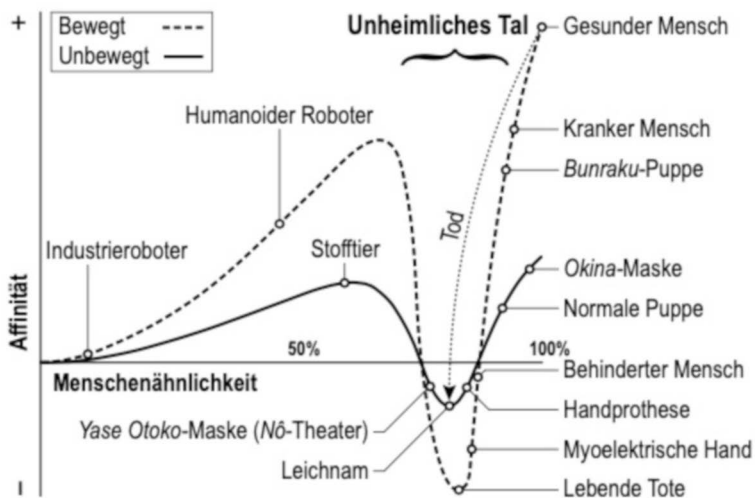 +
Bewegt
Unbewegt
Unheimliches Tal
Gesunder Mensch
Humanoider Roboter
Kranker Mensch
Bunraku-Puppe
Tod
Industrieroboter
Stofftier
Okina-Maske
Normale Puppe
Affinität
50%
100%
Menschenähnlichkeit
Behinderter Mensch
Yase Otoko-Maske (Nô-Theater)
Handprothese
Leichnam
Myoelektrische Hand
Lebende Tote
–